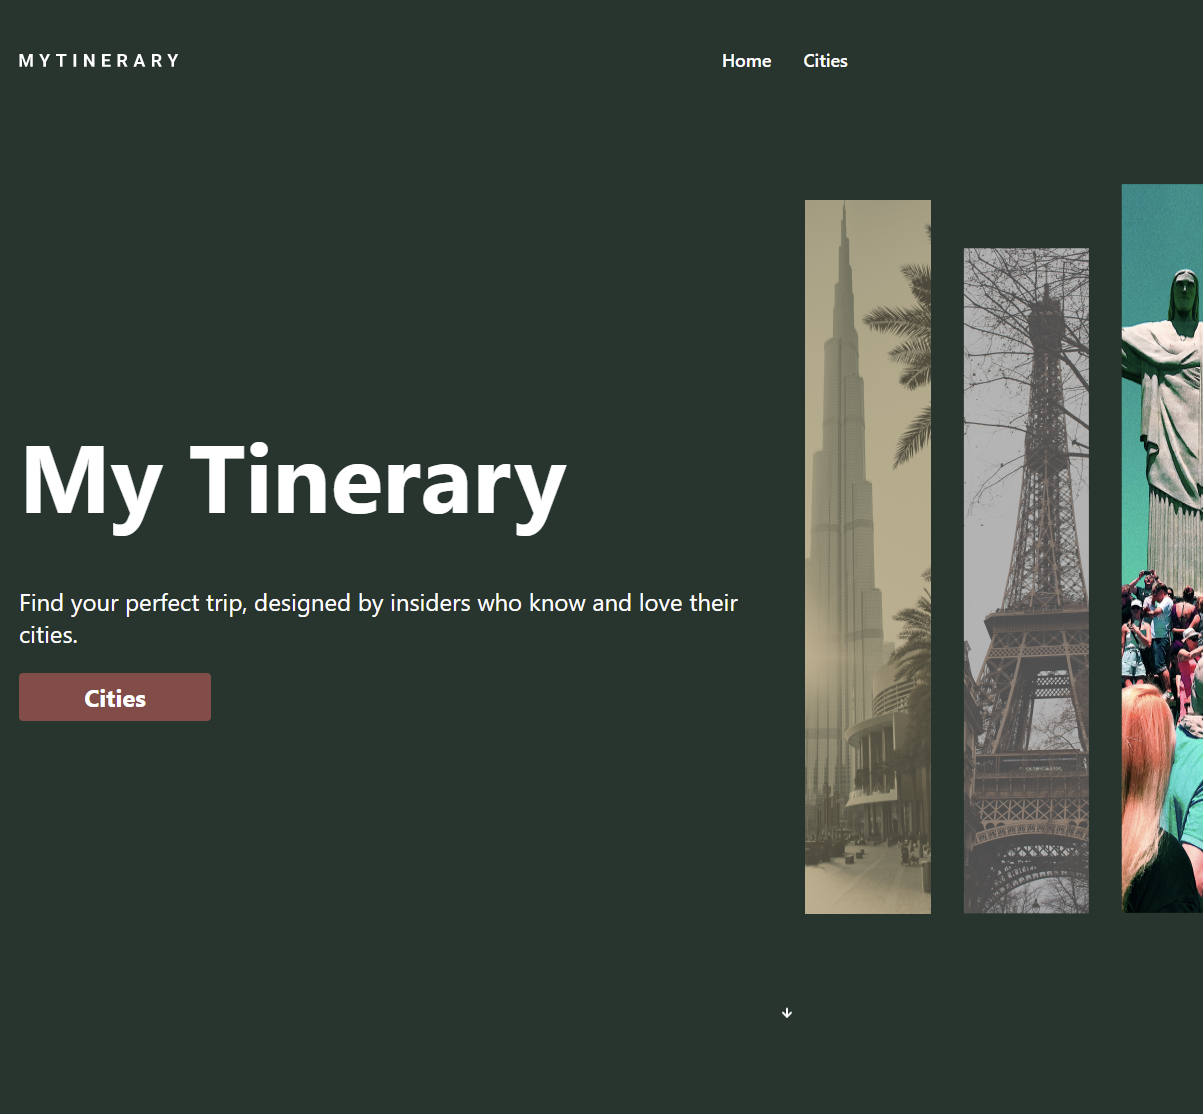 MYTINERARY
Home
Cities
My Tinerary
Find your perfect trip, designed by insiders who know and love their
cities.
Cities